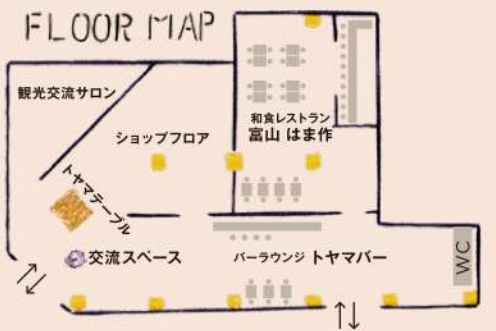 FLOOR MAP
観光交流サロン
ショップフロア
和食レストラン
富山 はま作
トヤマテーブル
交流スペース
バーラウンジ トヤマバー
WC